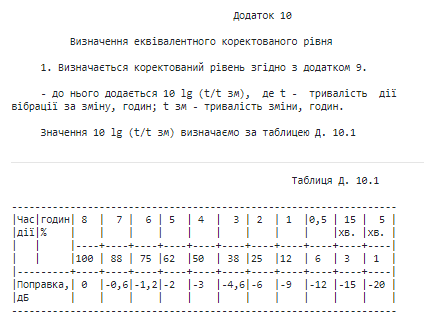 Додаток 10
Визначення еквівалентного коректованого рівня
1. Визначається коректований рівень згідно з додатком 9.
- до нього додається 10 lg (t/t зм), де t - тривалість дії
вібрації за зміну, годин; t зм - тривалість зміни, годин.
Значення 10 lg (t/t зм) визначаємо за таблицею Д. 10.1
Таблиця Д. 10.1
------------------------------------------------------------------
|Час|годин| 8 | 7 | 6 | 5 | 4 | 3 | 2 | 1 |0,5 | 15 | 5 |
|дії|% | | | | | | | | | |хв. |хв. |
| | |----+----+----+----+----+----+----+----+----+----+----|
| | |100 | 88 | 75 |62 |50 | 38 |25 | 12 | 6 | 3 | 1 |
|---------+----+----+----+----+----+----+----+----+----+----+----|
|Поправка,| 0 |-0,6|-1,2|-2 |-3 |-4,6|-6 | -9 |-12 |-15 |-20 |
|дБ | | | | | | | | | | | |
------------------------------------------------------------------